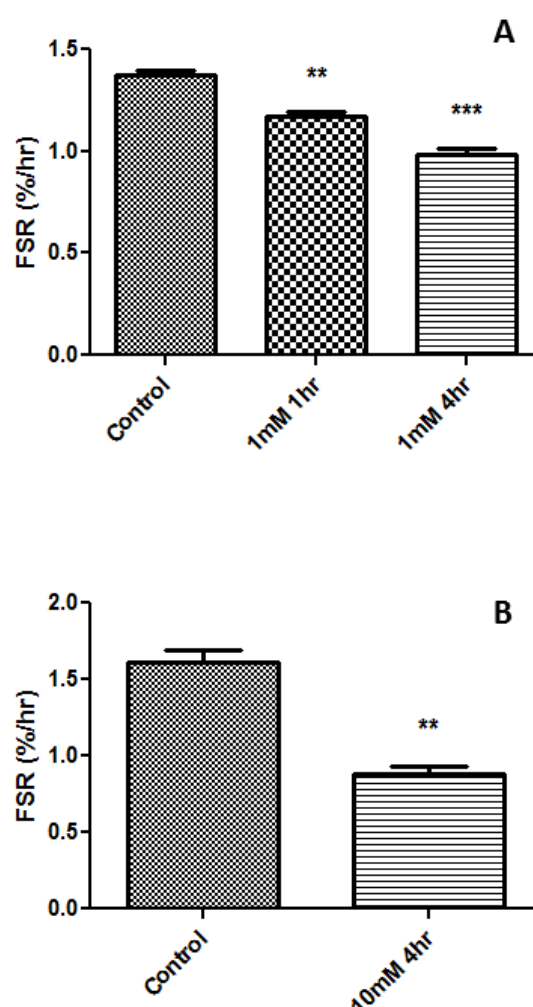 A
1.5
**
***
1.0
FSR (%/hr)
0.5
0.0
Control
1mM 1hr
1mM 4hr
B
2.0
1.5
**
FSR (%/hr)
1.0
0.5
0.0
Control
10mM 4hr